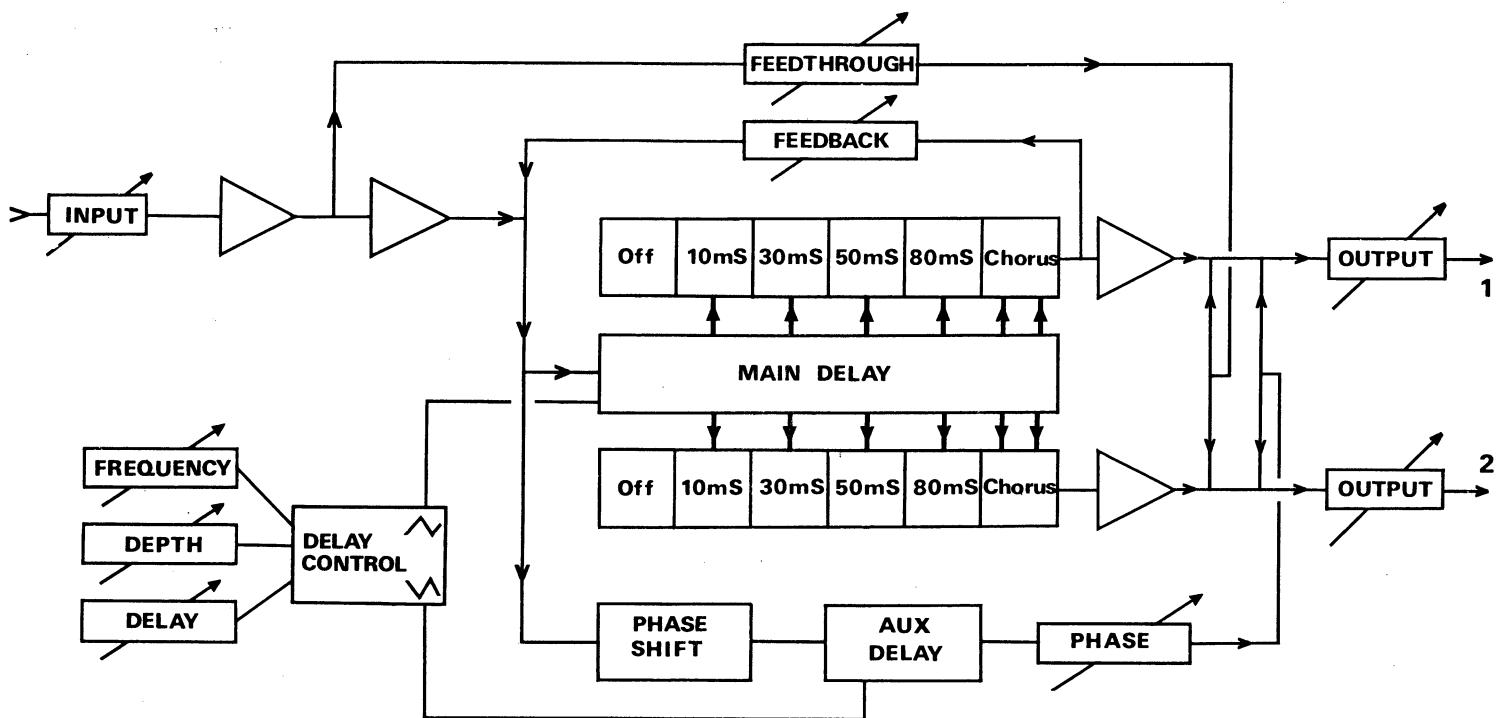 FEEDTHROUGH
FEEDBACK
INPUT
Off 10mS 30mS 50mS 80mS Chorus
OUTPUT
1
MAIN DELAY
FREQUENCY
DEPTH
DELAY
DELAY
CONTROL
Off 10mS 30mS 50mS 80mS Chorus
2
OUTPUT
PHASE
SHIFT
AUX
DELAY
PHASE